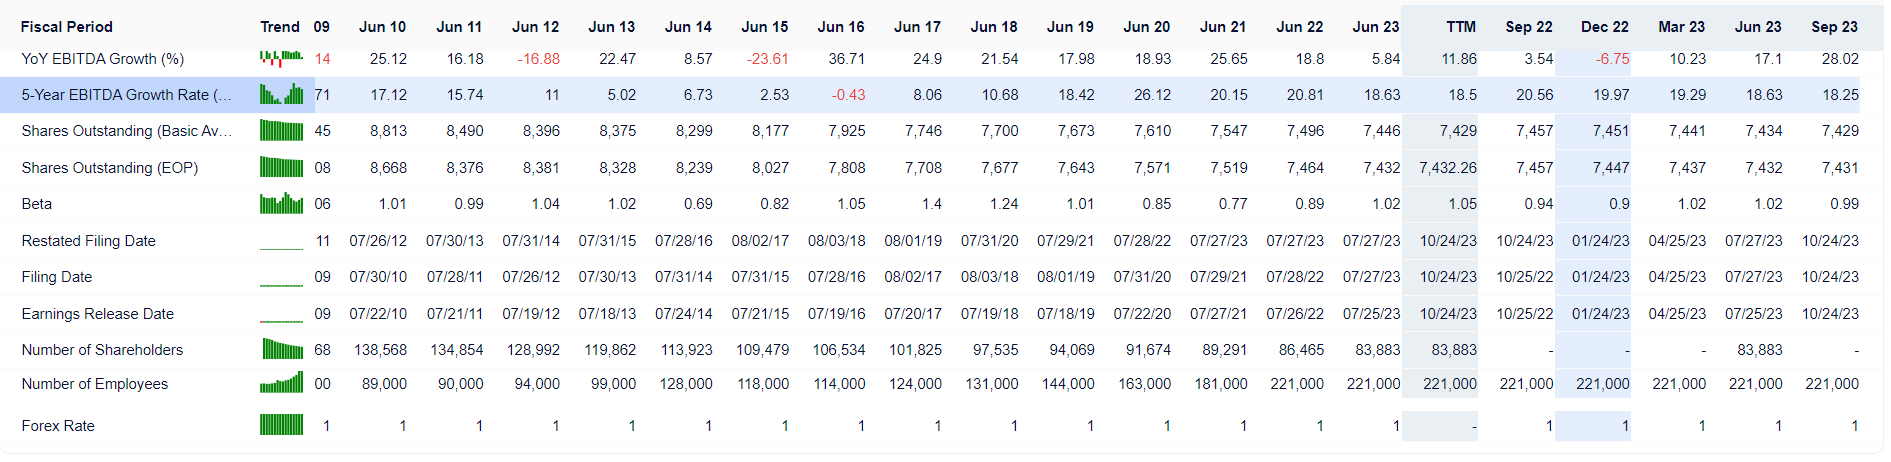 Fiscal Period Trend 09 Jun 10 Jun 11 Jun 12 Jun 13 Jun 14 Jun 15 Jun 16 Jun 17 Jun 18 Jun 19 Jun 20 Jun 21 Jun 22 Jun 23 TTM Sep 22 Dec 22 Mar 23 Jun 23 Sep 23
YoY EBITDA Growth (%) 14 25.12 16.18 -16.88 22.47 8.57 -23.61 36.71 24.9 21.54 17.98 18.93 25.65 18.8 5.84 11.86 3.54 -6.75 10.23 17.1 28.02
5-Year EBITDA Growth Rate (... 71 17.12 15.74 11 5.02 6.73 2.53 -0.43 8.06 10.68 18.42 26.12 20.15 20.81 18.63 18.5 20.56 19.97 19.29 18.63 18.25
Shares Outstanding (Basic Av... 45 8,813 8,490 8,396 8,375 8,299 8,177 7,925 7,746 7,700 7,673 7,610 7,547 7,496 7,446 7,429 7,457 7,451 7,441 7,434 7,429
Shares Outstanding (EOP) 08 8,668 8,376 8,381 8,328 8,239 8,027 7,808 7,708 7,677 7,643 7,571 7,519 7,464 7,432 7,432.26 7,457 7,447 7,437 7,432 7,431
Beta 06 1.01 0.99 1.04 1.02 0.69 0.82 1.05 1.4 1.24 1.01 0.85 0.77 0.89 1.02 1.05 0.94 0.9 1.02 1.02 0.99
Restated Filing Date 11 07/26/12 07/30/13 07/31/14 07/31/15 07/28/16 08/02/17 08/03/18 08/01/19 07/31/20 07/29/21 07/28/22 07/27/23 07/27/23 07/27/23 10/24/23 10/24/23 01/24/23 04/25/23 07/27/23 10/24/23
Filing Date 09 07/30/10 07/28/11 07/26/12 07/30/13 07/31/14 07/31/15 07/28/16 08/02/17 08/03/18 08/01/19 07/31/20 07/29/21 07/28/22 07/27/23 10/24/23 10/25/22 01/24/23 04/25/23 07/27/23 10/24/23
Earnings Release Date 09 07/22/10 07/21/11 07/19/12 07/18/13 07/24/14 07/21/15 07/19/16 07/20/17 07/19/18 07/18/19 07/22/20 07/27/21 07/26/22 07/25/23 10/24/23 10/25/22 01/24/23 04/25/23 07/25/23 10/24/23
Number of Shareholders 68 138,568 134,854 128,992 119,862 113,923 109,479 106,534 101,825 97,535 94,069 91,674 89,291 86,465 83,883 83,883 - - - 83,883 -
Number of Employees 00 89,000 90,000 94,000 99,000 128,000 118,000 114,000 124,000 131,000 144,000 163,000 181,000 221,000 221,000 221,000 221,000 221,000 221,000 221,000 221,000
Forex Rate 1 1 1 1 1 1 1 1 1 1 1 1 1 1 1 - 1 1 1 1 1